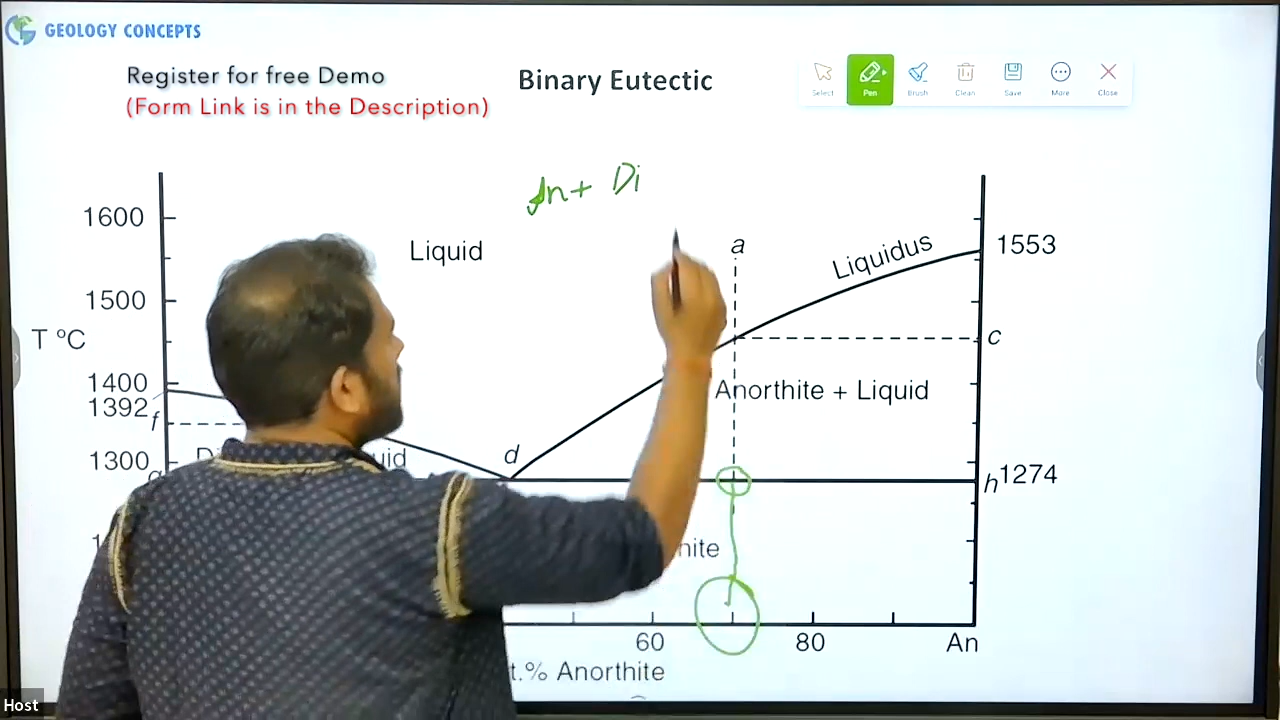 GEOLOGY CONCEPTS
Register for free Demo
(Form Link is in the Description)
Binary Eutectic
Select
Pen
Brush
Clean
Save
More
Close
An + Di
1600
Liquid
a
Liquidus
1553
1500
T ºC
c
1400
1392
f
Anorthite + Liquid
1300
d
h 1274
60
80
An
t.% Anorthite
Host